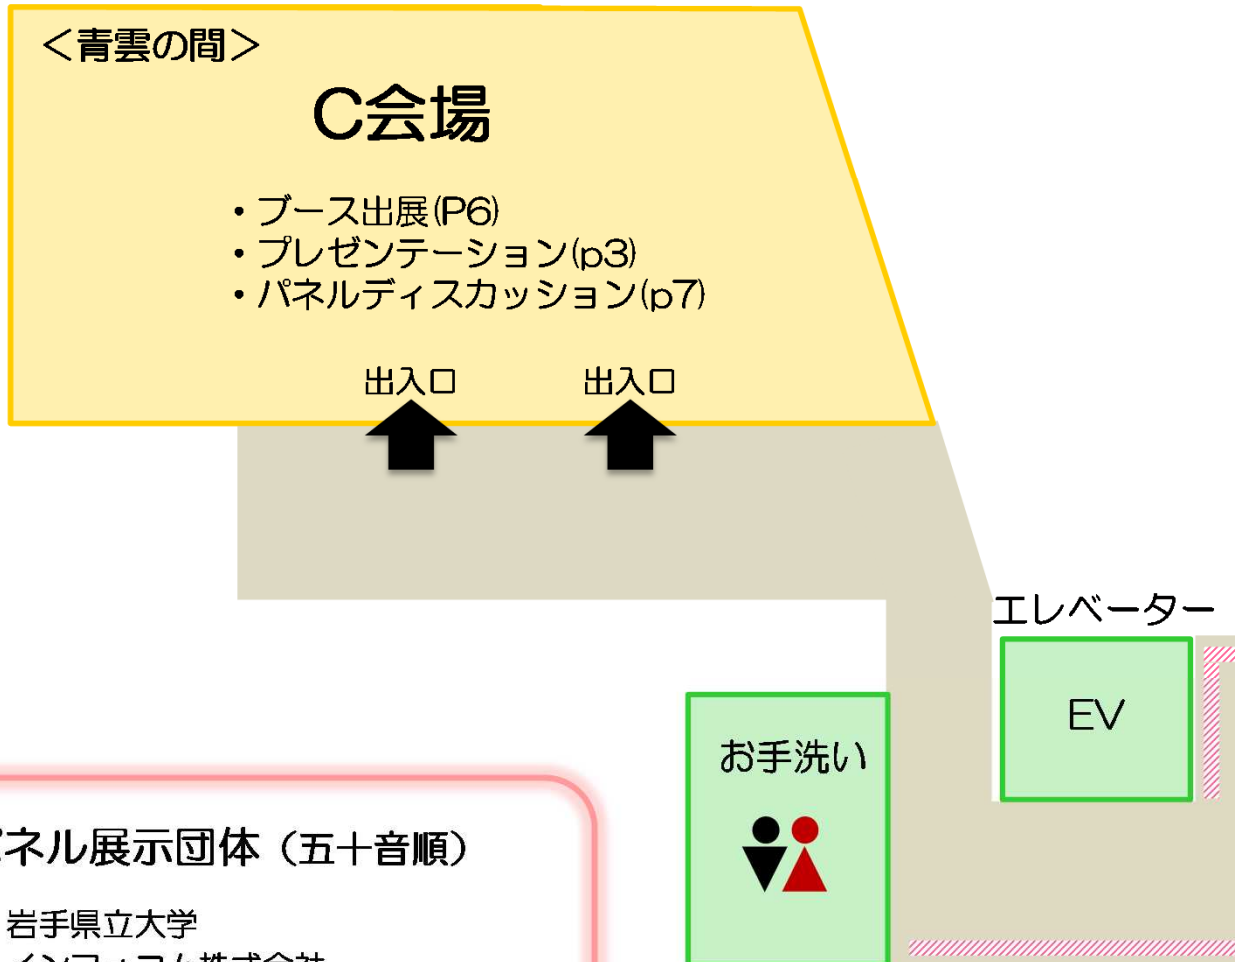 ＜青雲の間＞
C会場
・ブース出展(P6)
・プレゼンテーション(p3)
・パネルディスカッション(p7)
出入口 出入口
エレベーター
EV
お手洗い
ネル展示団体（五十音順）
岩手県立大学